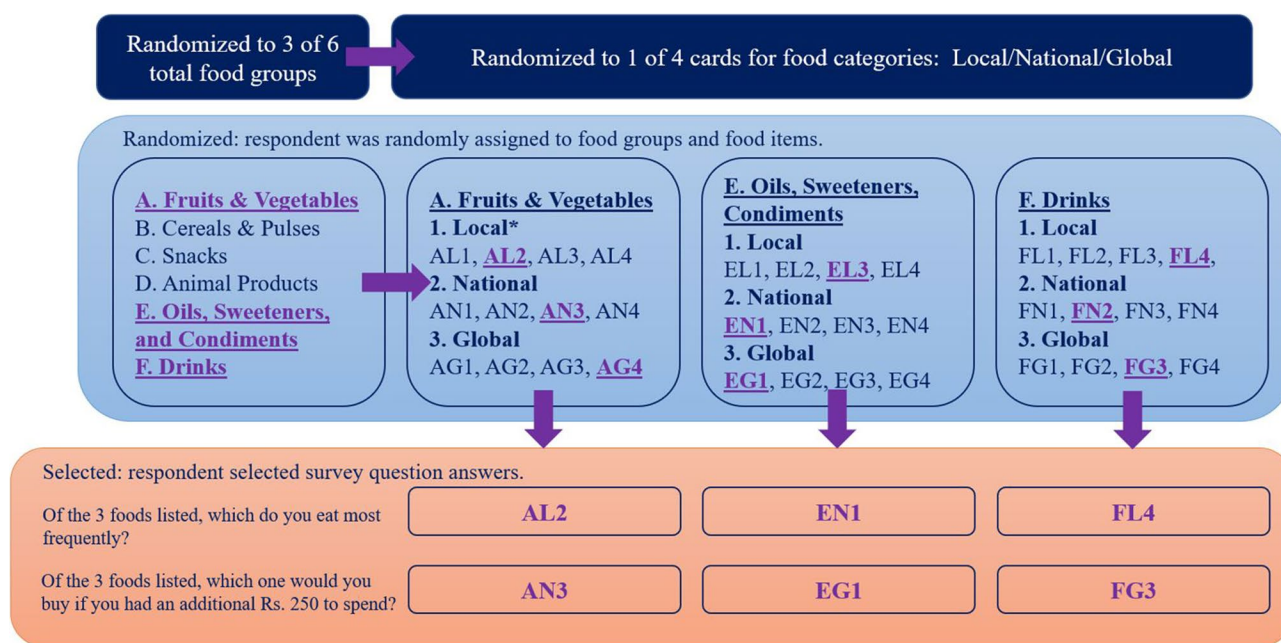 Randomized to 3 of 6
total food groups
Randomized to 1 of 4 cards for food categories: Local/National/Global
Randomized: respondent was randomly assigned to food groups and food items.
A. Fruits & Vegetables
B. Cereals & Pulses
C. Snacks
D. Animal Products
E. Oils, Sweeteners,
and Condiments
F. Drinks
A. Fruits & Vegetables
1. Local*
AL1, AL2, AL3, AL4
2. National
AN1, AN2, AN3, AN4
3. Global
AG1, AG2, AG3, AG4
E. Oils, Sweeteners,
Condiments
1. Local
EL1, EL2, EL3, EL4
2. National
EN1, EN2, EN3, EN4
3. Global
EG1, EG2, EG3, EG4
F. Drinks
1. Local
FL1, FL2, FL3, FL4,
2. National
FN1, FN2, FN3, FN4
3. Global
FG1, FG2, FG3, FG4
Selected: respondent selected survey question answers.
Of the 3 foods listed, which do you eat most
frequently?
AL2
EN1
FL4
Of the 3 foods listed, which one would you
buy if you had an additional Rs. 250 to spend?
AN3
EG1
FG3